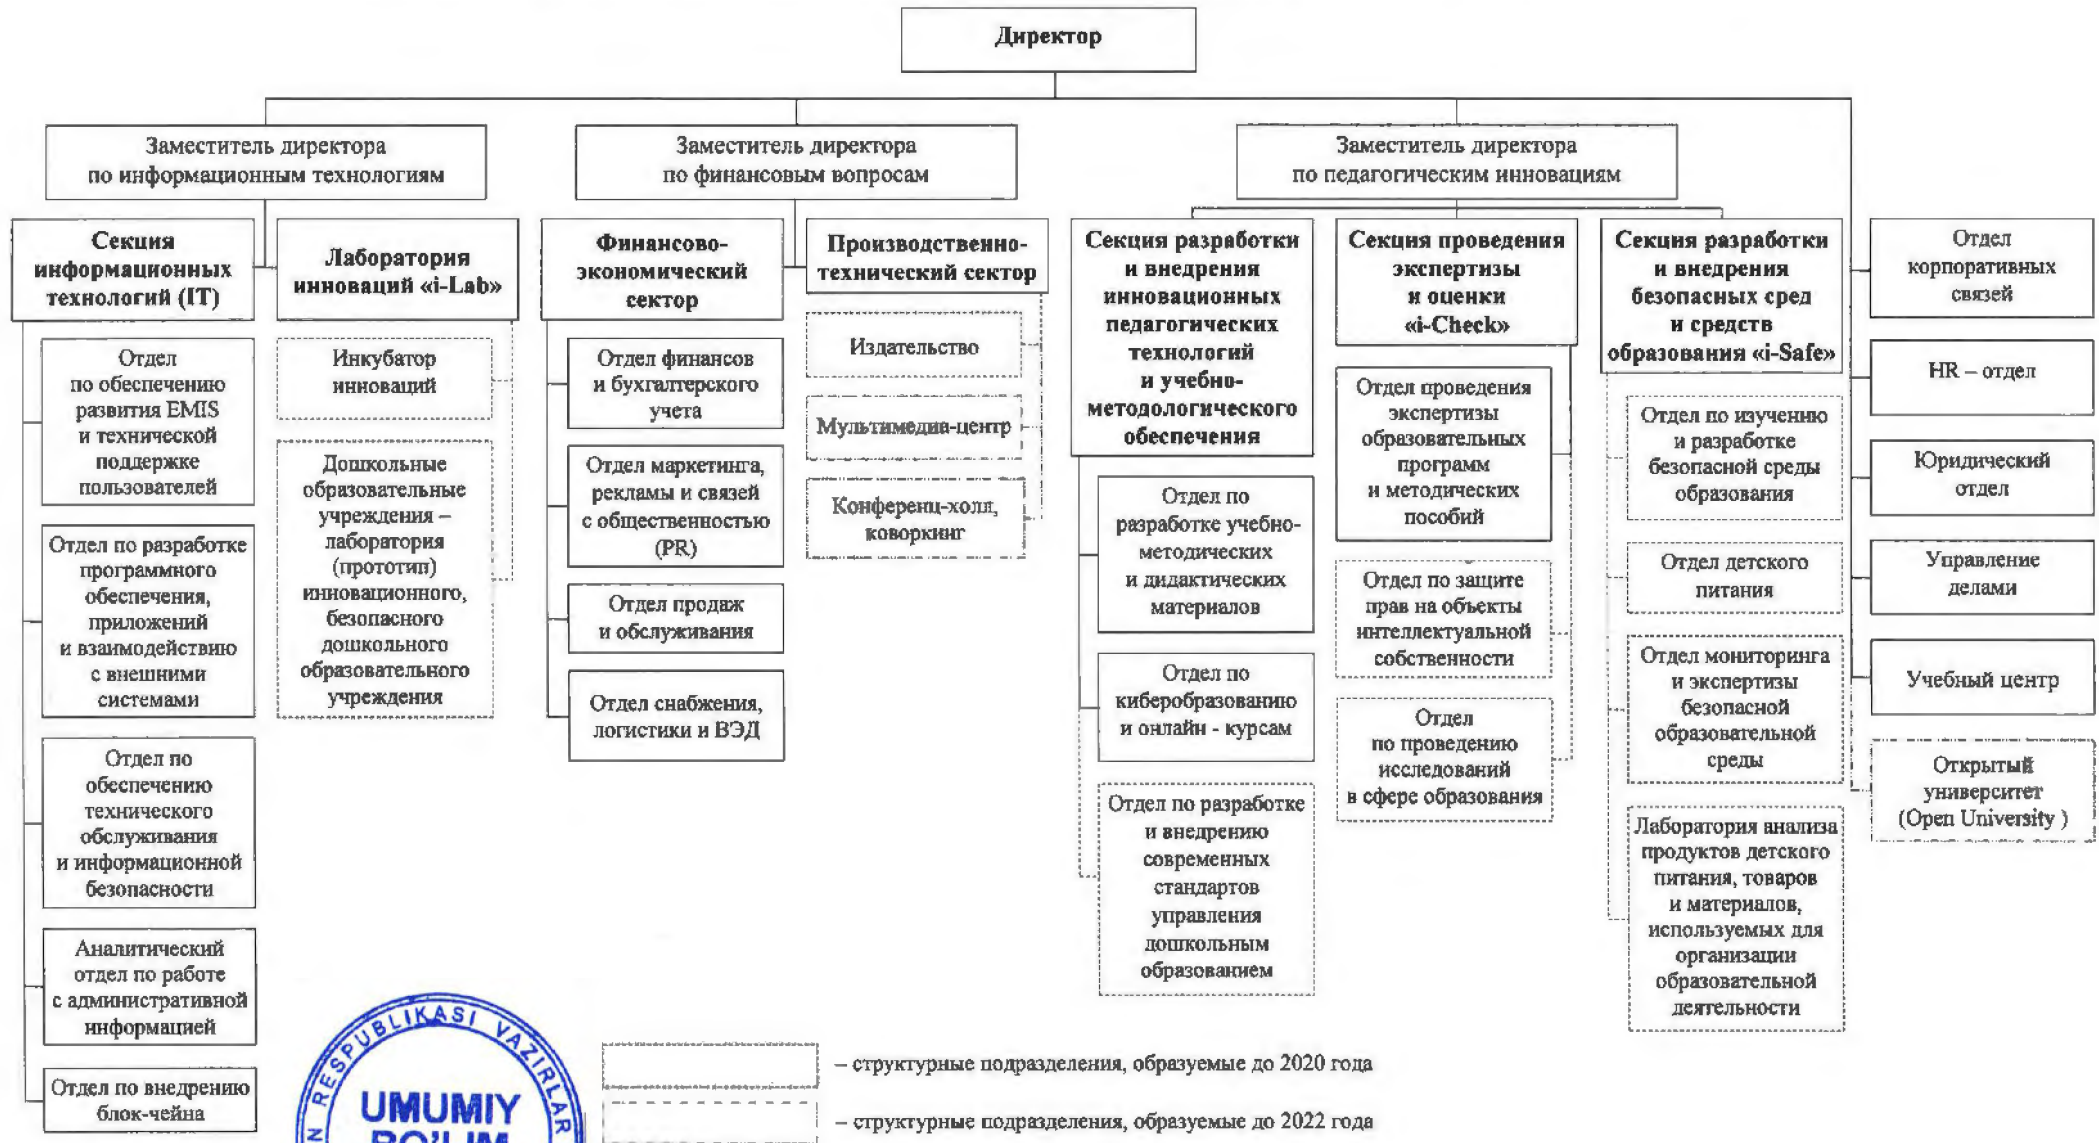 Директор
Заместитель директора
по информационным технологиям
Заместитель директора
по финансовым вопросам
Заместитель директора
по педагогическим инновациям
Секция
информационных
технологий (IT)
Лаборатория
инноваций «i-Lab»
Финансово-
экономический
сектор
Производственно-
технический сектор
Секция разработки
и внедрения
инновационных
педагогических
технологий
и учебно-
методологического
обеспечения
Секция проведения
экспертизы
и оценки
«i-Check»
Секция разработки
и внедрения
безопасных сред
и средств
образования «i-Safe»
Отдел
корпоративных
связей
HR – отдел
Юридический
отдел
Управление
делами
Учебный центр
Открытый
университет
(Open University )
Отдел
по обеспечению
развития EMIS
и технической
поддержке
пользователей
Отдел по разработке
программного
обеспечения,
приложений
и взаимодействию
с внешними
системами
Отдел по
обеспечению
технического
обслуживания
и информационной
безопасности
Аналитический
отдел по работе
с административной
информацией
Отдел по внедрению
блок-чейна
Инкубатор
инноваций
Дошкольные
образовательные
учреждения –
лаборатория
(прототип)
инновационного,
безопасного
дошкольного
образовательного
учреждения
Отдел финансов
и бухгалтерского
учета
Отдел маркетинга,
рекламы и связей
с общественностью
(PR)
Отдел продаж
и обслуживания
Отдел снабжения,
логистики и ВЭД
Издательство
Мультимедиа-центр
Конференц-холл,
коворкинг
Отдел по
разработке учебно-
методических
и дидактических
материалов
Отдел по
киберобразованию
и онлайн - курсам
Отдел по разработке
и внедрению
современных
стандартов
управления
дошкольным
образованием
Отдел проведения
экспертизы
образовательных
программ
и методических
пособий
Отдел по защите
прав на объекты
интеллектуальной
собственности
Отдел
по проведению
исследований
в сфере образования
Отдел по изучению
и разработке
безопасной среды
образования
Отдел детского
питания
Отдел мониторинга
и экспертизы
безопасной
образовательной
среды
Лаборатория анализа
продуктов детского
питания, товаров
и материалов,
используемых для
организации
образовательной
деятельности
RESPUBLIKASI VAZIRLAR
UMUMIY
BO'LIM
– структурные подразделения, образуемые до 2020 года
– структурные подразделения, образуемые до 2022 года